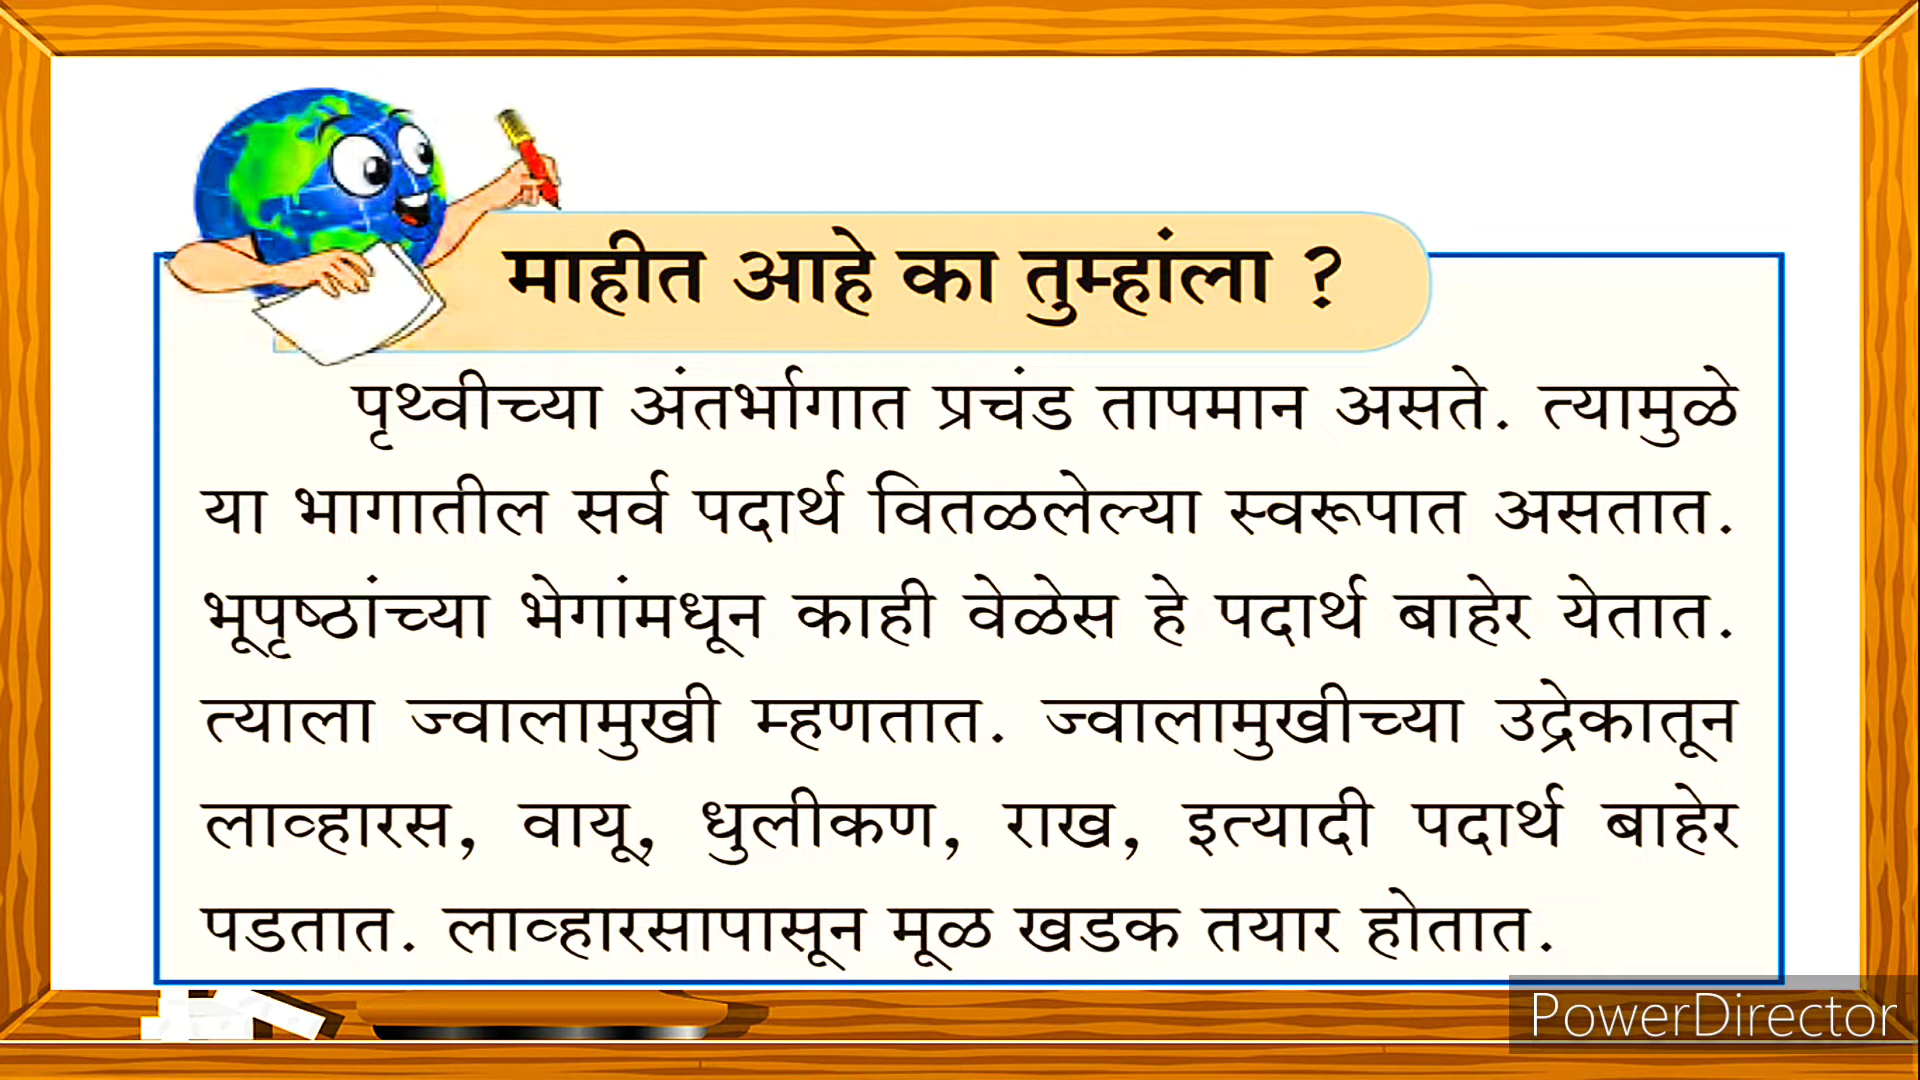 माहीत आहे का तुम्हांला ?
पृथ्वीच्या अंतर्भागात प्रचंड तापमान असते. त्यामुळे
या भागातील सर्व पदार्थ वितळलेल्या स्वरूपात असतात.
भूपृष्ठांच्या भेगांमधून काही वेळेस हे पदार्थ बाहेर येतात.
त्याला ज्वालामुखी म्हणतात. ज्वालामुखीच्या उद्रेकातून
लाव्हारस, वायू, धुलीकण, राख, इत्यादी पदार्थ बाहेर
पडतात. लाव्हारसापासून मूळ खडक तयार होतात.
PowerDirector